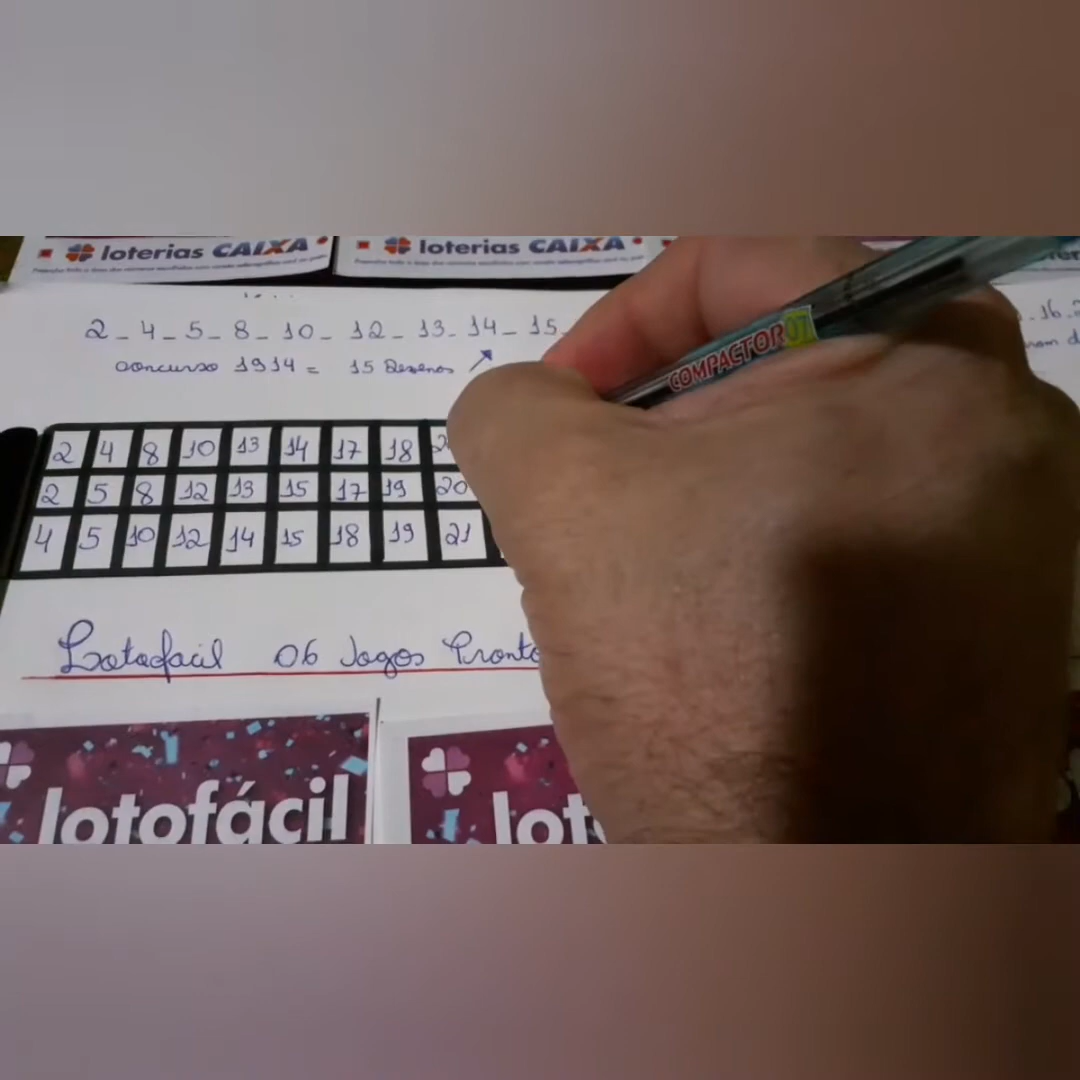 loterias CAIXA loterias CAIXA
2 - 4 - 5 - 8 - 10 - 12 - 13 - 14 - 15 -
16
concurso 1914 = 15 Dezenas
COMPACTOR 07
2 4 8 10 13 14 17 18
2 5 8 12 13 15 17 19 20
4 5 10 12 14 15 18 19 21
Lotofacil 06 Jogos Pronto
lotofácil lot